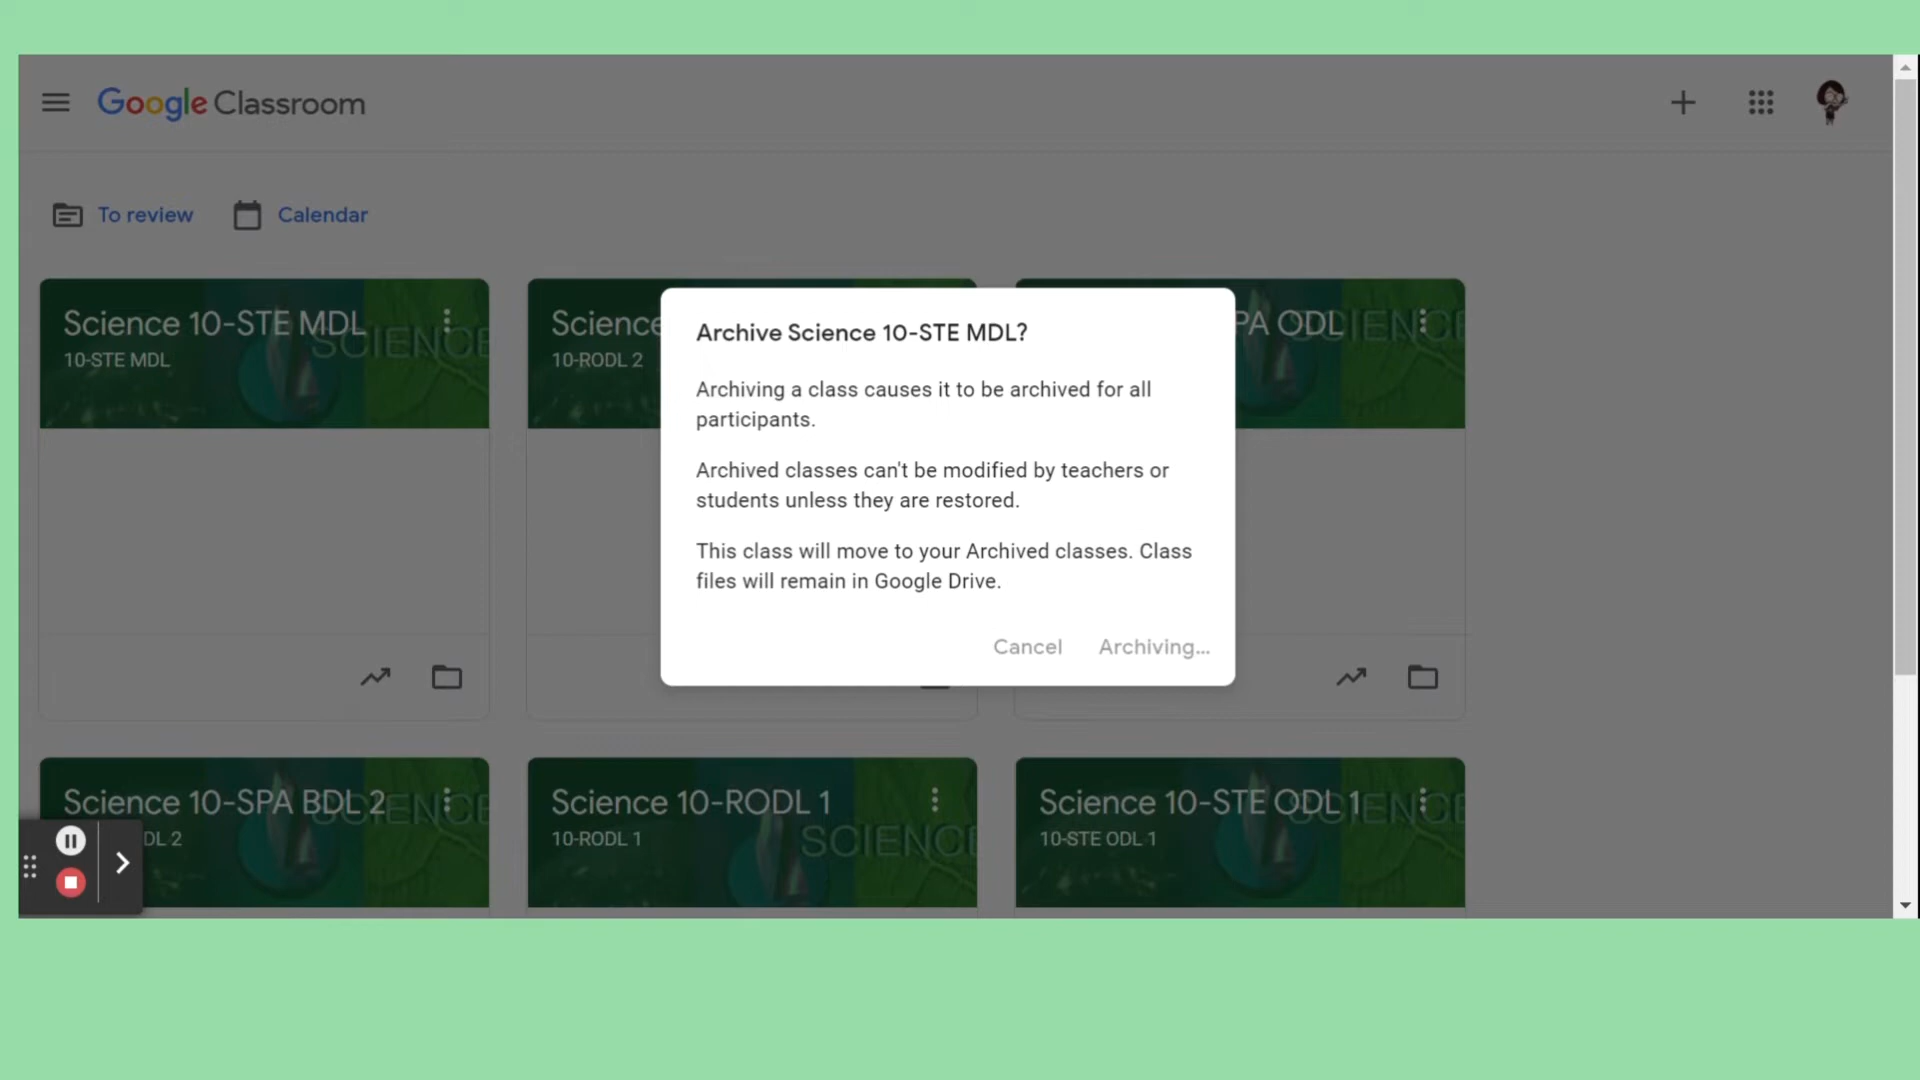 Google Classroom
To review
Calendar
Science 10-STE MDL
10-STE MDL
SCIENCE
Science
10-RODL 2
PA ODL
SCIENCE
Archive Science 10-STE MDL?
Archiving a class causes it to be archived for all
participants.
Archived classes can't be modified by teachers or
students unless they are restored.
This class will move to your Archived classes. Class
files will remain in Google Drive.
Cancel
Archiving...
Science 10-SPA BDL 2
DL 2
SCIENCE
Science 10-RODL 1
10-RODL 1
SCIENCE
Science 10-STE ODL 1
10-STE ODL 1
SCIENCE